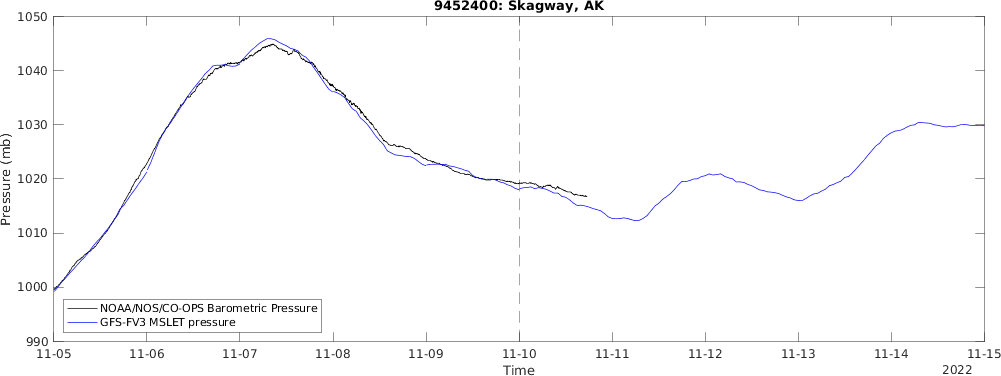 9452400: Skagway, AK
Pressure (mb)
1050
1040
1030
1020
1010
1000
990
NOAA/NOS/CO-OPS Barometric Pressure
GFS-FV3 MSLET pressure
11-05 11-06 11-07 11-08 11-09 11-10 11-11 11-12 11-13 11-14 11-15
Time
2022